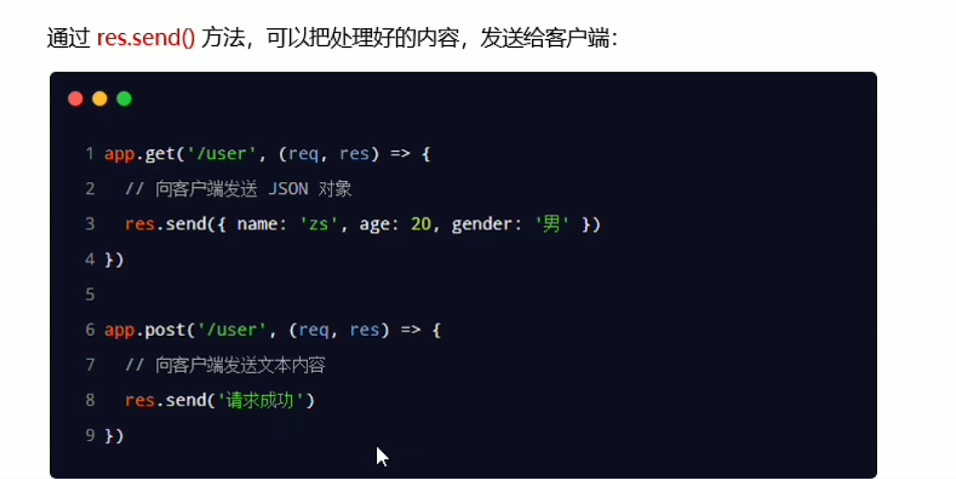 通过 res.send() 方法，可以把处理好的内容，发送给客户端：
1 app.get('/user', (req, res) => {
2   // 向客户端发送 JSON 对象
3   res.send({ name: 'zs', age: 20, gender: '男' })
4 })
5
6 app.post('/user', (req, res) => {
7   // 向客户端发送文本内容
8   res.send('请求成功')
9 })